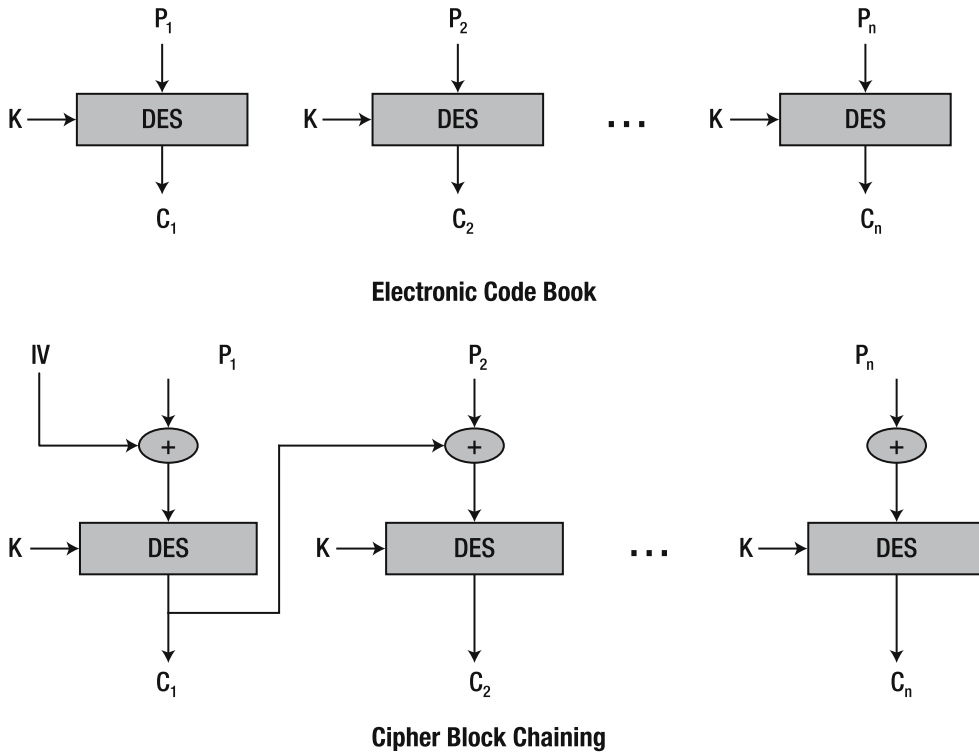 P1 P2 Pn
K DES K DES ... K DES
C1 C2 Cn
Electronic Code Book
IV P1 P2 Pn
+ + +
K DES K DES ... K DES
C1 C2 Cn
Cipher Block Chaining